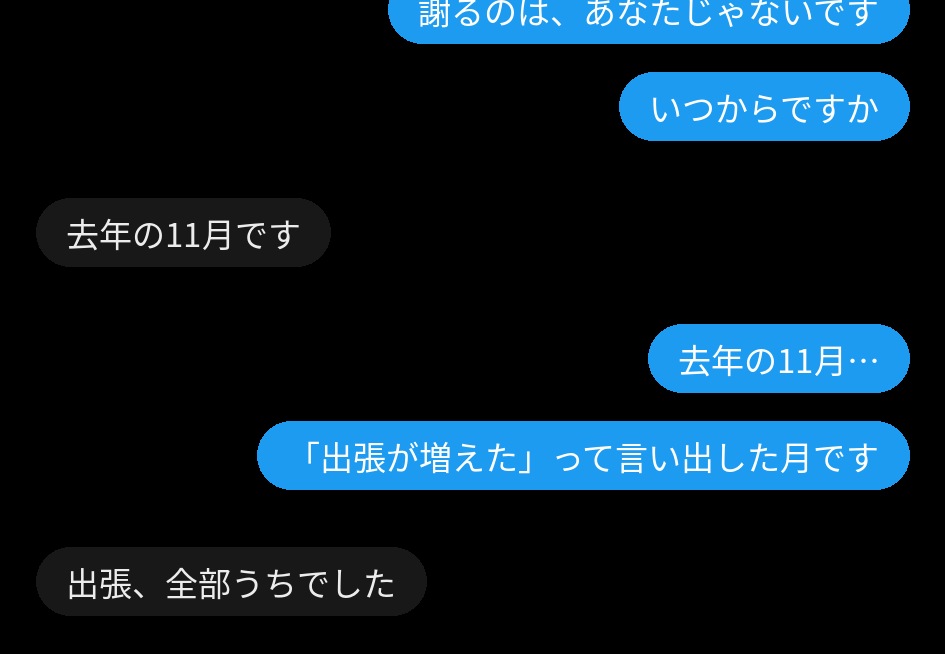 謝るのは、あなたじゃないです
いつからですか
去年の11月です
去年の11月…
「出張が増えた」って言い出した月です
出張、全部うちでした